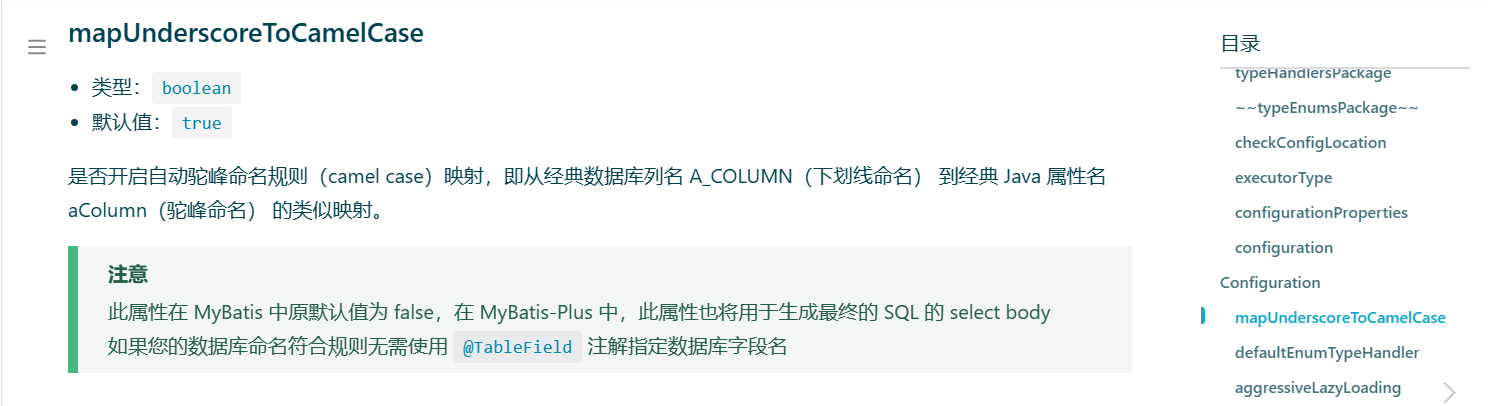 mapUnderscoreToCamelCase
类型：boolean
默认值：true
是否开启自动驼峰命名规则（camel case）映射，即从经典数据库列名 A_COLUMN（下划线命名） 到经典 Java 属性名
aColumn（驼峰命名） 的类似映射。
注意
此属性在 MyBatis 中原默认值为 false，在 MyBatis-Plus 中，此属性也将用于生成最终的 SQL 的 select body
如果您的数据库命名符合规则无需使用 @TableField 注解指定数据库字段名
目录
typeHandlersPackage
~~typeEnumsPackage~~
checkConfigLocation
executorType
configurationProperties
configuration
Configuration
mapUnderscoreToCamelCase
defaultEnumTypeHandler
aggressiveLazyLoading